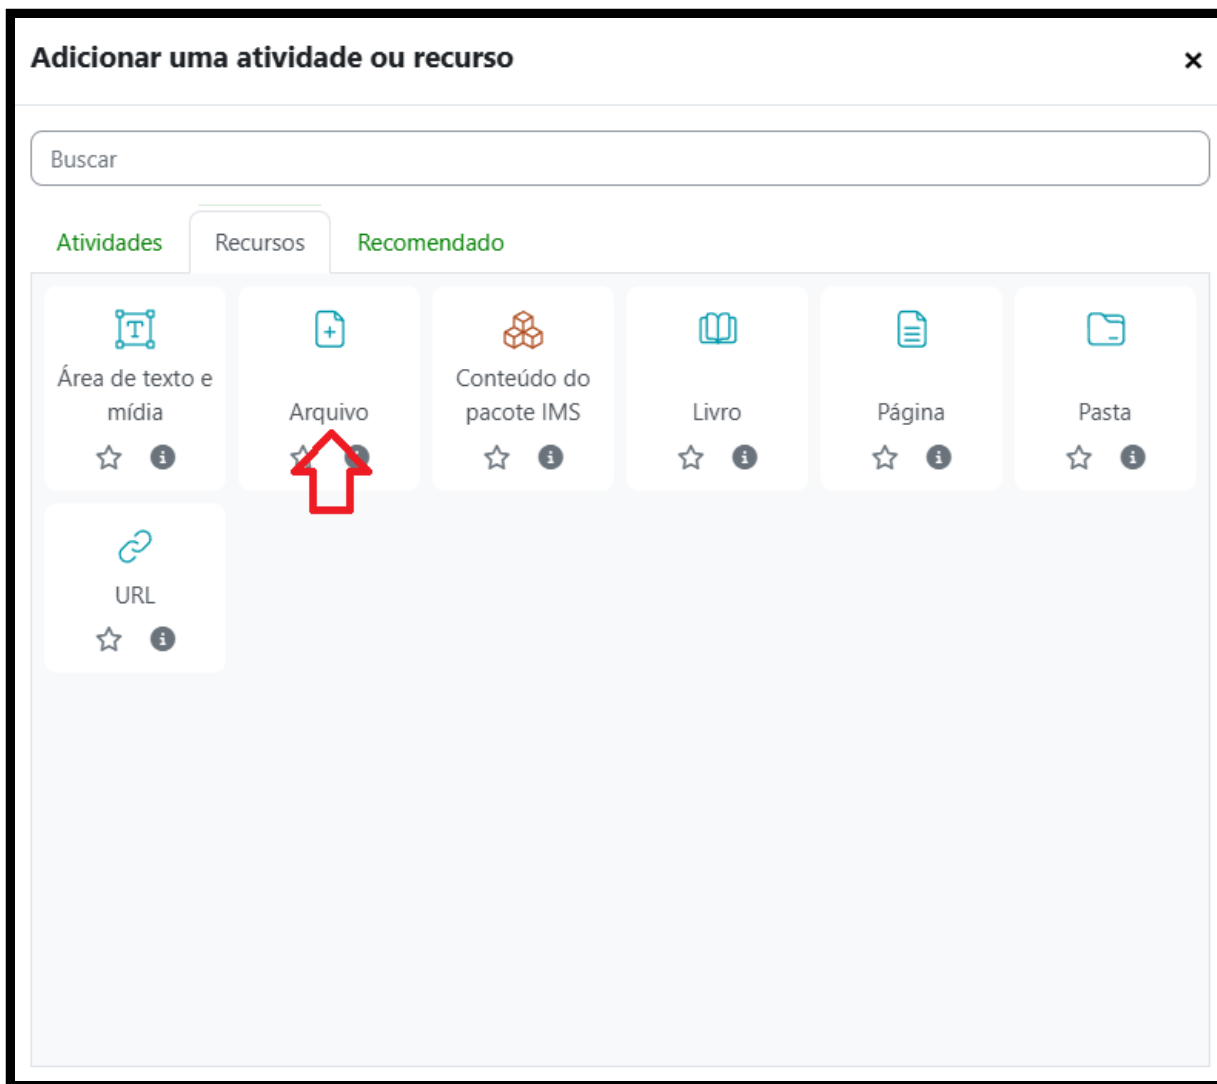 Adicionar uma atividade ou recurso
Buscar
Atividades Recursos Recomendado
Área de texto e
mídia
Arquivo
Conteúdo do
pacote IMS
Livro
Página
Pasta
URL